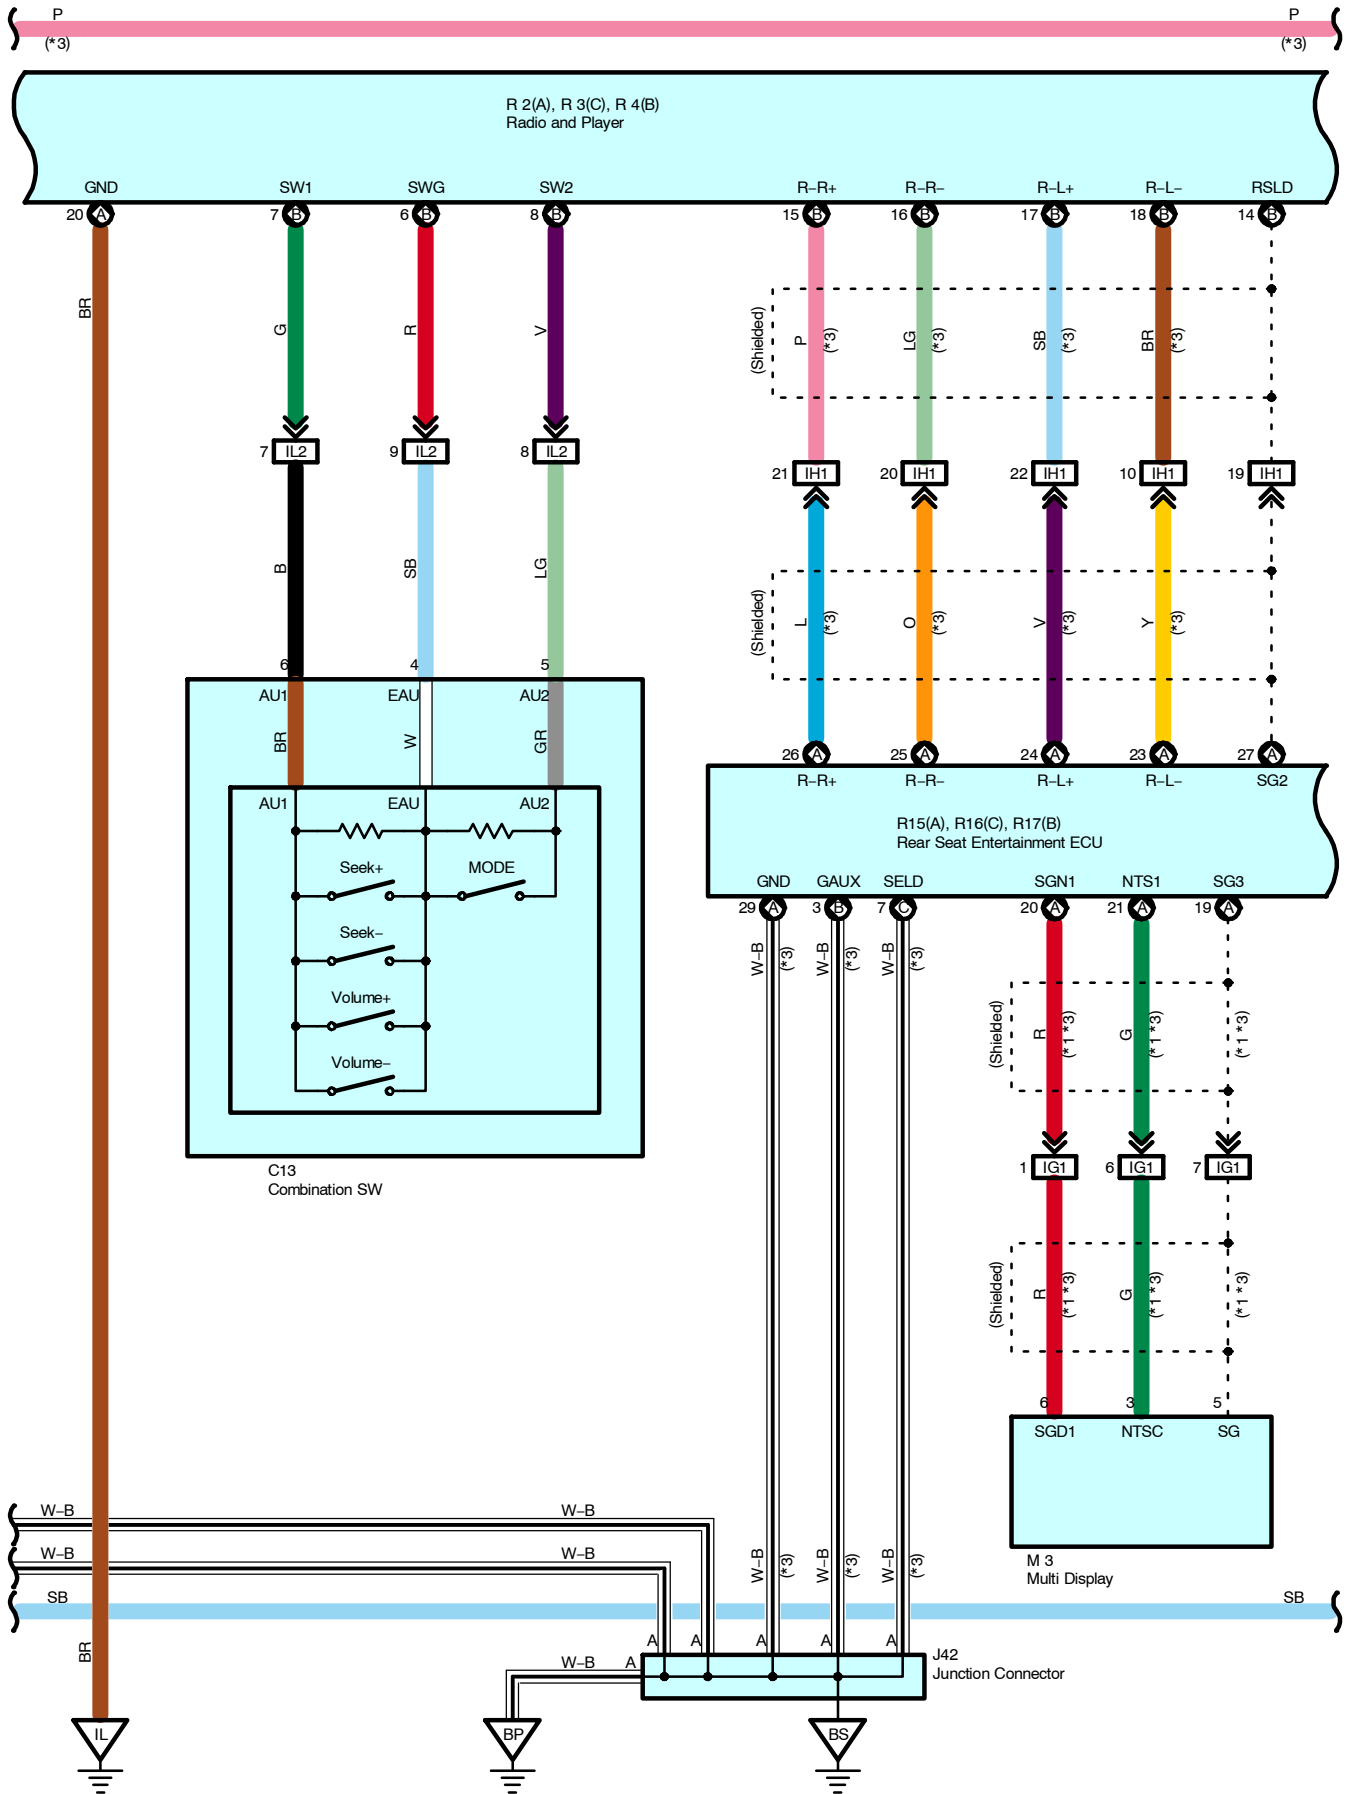 P P
(*3) (*3)
R 2(A), R 3(C), R 4(B)
Radio and Player
GND SW1 SWG SW2 R−R+ R−R− R−L+ R−L− RSLD
20 A 7 B 6 B 8 B 15 B 16 B 17 B 18 B 14 B
BR G R V (Shielded) P (*3) LG (*3) SB (*3) BR (*3)
7 IL2 9 IL2 8 IL2
21 IH1 20 IH1 22 IH1 10 IH1 19 IH1
B SB LG (Shielded) L (*3) O (*3) V (*3) Y (*3)
6 4 5
AU1 EAU AU2
BR W GR
26 A 25 A 24 A 23 A 27 A
R−R+ R−R− R−L+ R−L− SG2
AU1 EAU AU2
R15(A), R16(C), R17(B)
Rear Seat Entertainment ECU
Seek+ MODE
GND GAUX SELD SGN1 NTS1 SG3
29 A 3 B 7 C 20 A 21 A 19 A
Seek−
W−B (*3) W−B (*3) W−B (*3)
Volume+
(Shielded) R (*1 *3) G (*1 *3) (*1 *3)
Volume−
1 IG1 6 IG1 7 IG1
C13
Combination SW
(Shielded) R (*1 *3) G (*1 *3) (*1 *3)
6 3 5
SGD1 NTSC SG
W−B W−B
W−B W−B
W−B (*3) W−B (*3) W−B (*3)
M 3
Multi Display
SB SB
BR
A A A A A
J42
Junction Connector
W−B A
IL BP BS